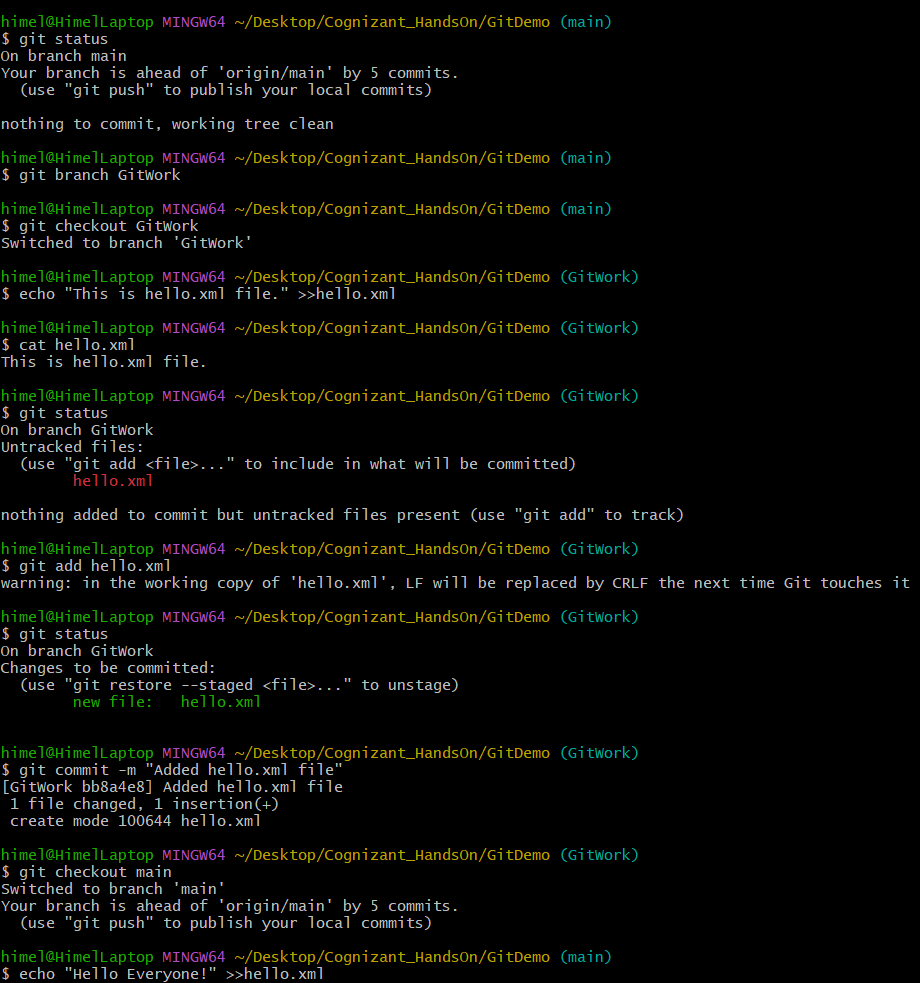 himel@HimelLaptop MINGW64 ~/Desktop/Cognizant_HandsOn/GitDemo (main)
$ git status
On branch main
Your branch is ahead of 'origin/main' by 5 commits.
  (use "git push" to publish your local commits)
nothing to commit, working tree clean
himel@HimelLaptop MINGW64 ~/Desktop/Cognizant_HandsOn/GitDemo (main)
$ git branch GitWork
himel@HimelLaptop MINGW64 ~/Desktop/Cognizant_HandsOn/GitDemo (main)
$ git checkout GitWork
Switched to branch 'GitWork'
himel@HimelLaptop MINGW64 ~/Desktop/Cognizant_HandsOn/GitDemo (GitWork)
$ echo "This is hello.xml file." >>hello.xml
himel@HimelLaptop MINGW64 ~/Desktop/Cognizant_HandsOn/GitDemo (GitWork)
$ cat hello.xml
This is hello.xml file.
himel@HimelLaptop MINGW64 ~/Desktop/Cognizant_HandsOn/GitDemo (GitWork)
$ git status
On branch GitWork
Untracked files:
  (use "git add <file>..." to include in what will be committed)
        hello.xml
nothing added to commit but untracked files present (use "git add" to track)
himel@HimelLaptop MINGW64 ~/Desktop/Cognizant_HandsOn/GitDemo (GitWork)
$ git add hello.xml
warning: in the working copy of 'hello.xml', LF will be replaced by CRLF the next time Git touches it
himel@HimelLaptop MINGW64 ~/Desktop/Cognizant_HandsOn/GitDemo (GitWork)
$ git status
On branch GitWork
Changes to be committed:
  (use "git restore --staged <file>..." to unstage)
        new file:   hello.xml
himel@HimelLaptop MINGW64 ~/Desktop/Cognizant_HandsOn/GitDemo (GitWork)
$ git commit -m "Added hello.xml file"
[GitWork bb8a4e8] Added hello.xml file
 1 file changed, 1 insertion(+)
 create mode 100644 hello.xml
himel@HimelLaptop MINGW64 ~/Desktop/Cognizant_HandsOn/GitDemo (GitWork)
$ git checkout main
Switched to branch 'main'
Your branch is ahead of 'origin/main' by 5 commits.
  (use "git push" to publish your local commits)
himel@HimelLaptop MINGW64 ~/Desktop/Cognizant_HandsOn/GitDemo (main)
$ echo "Hello Everyone!" >>hello.xml